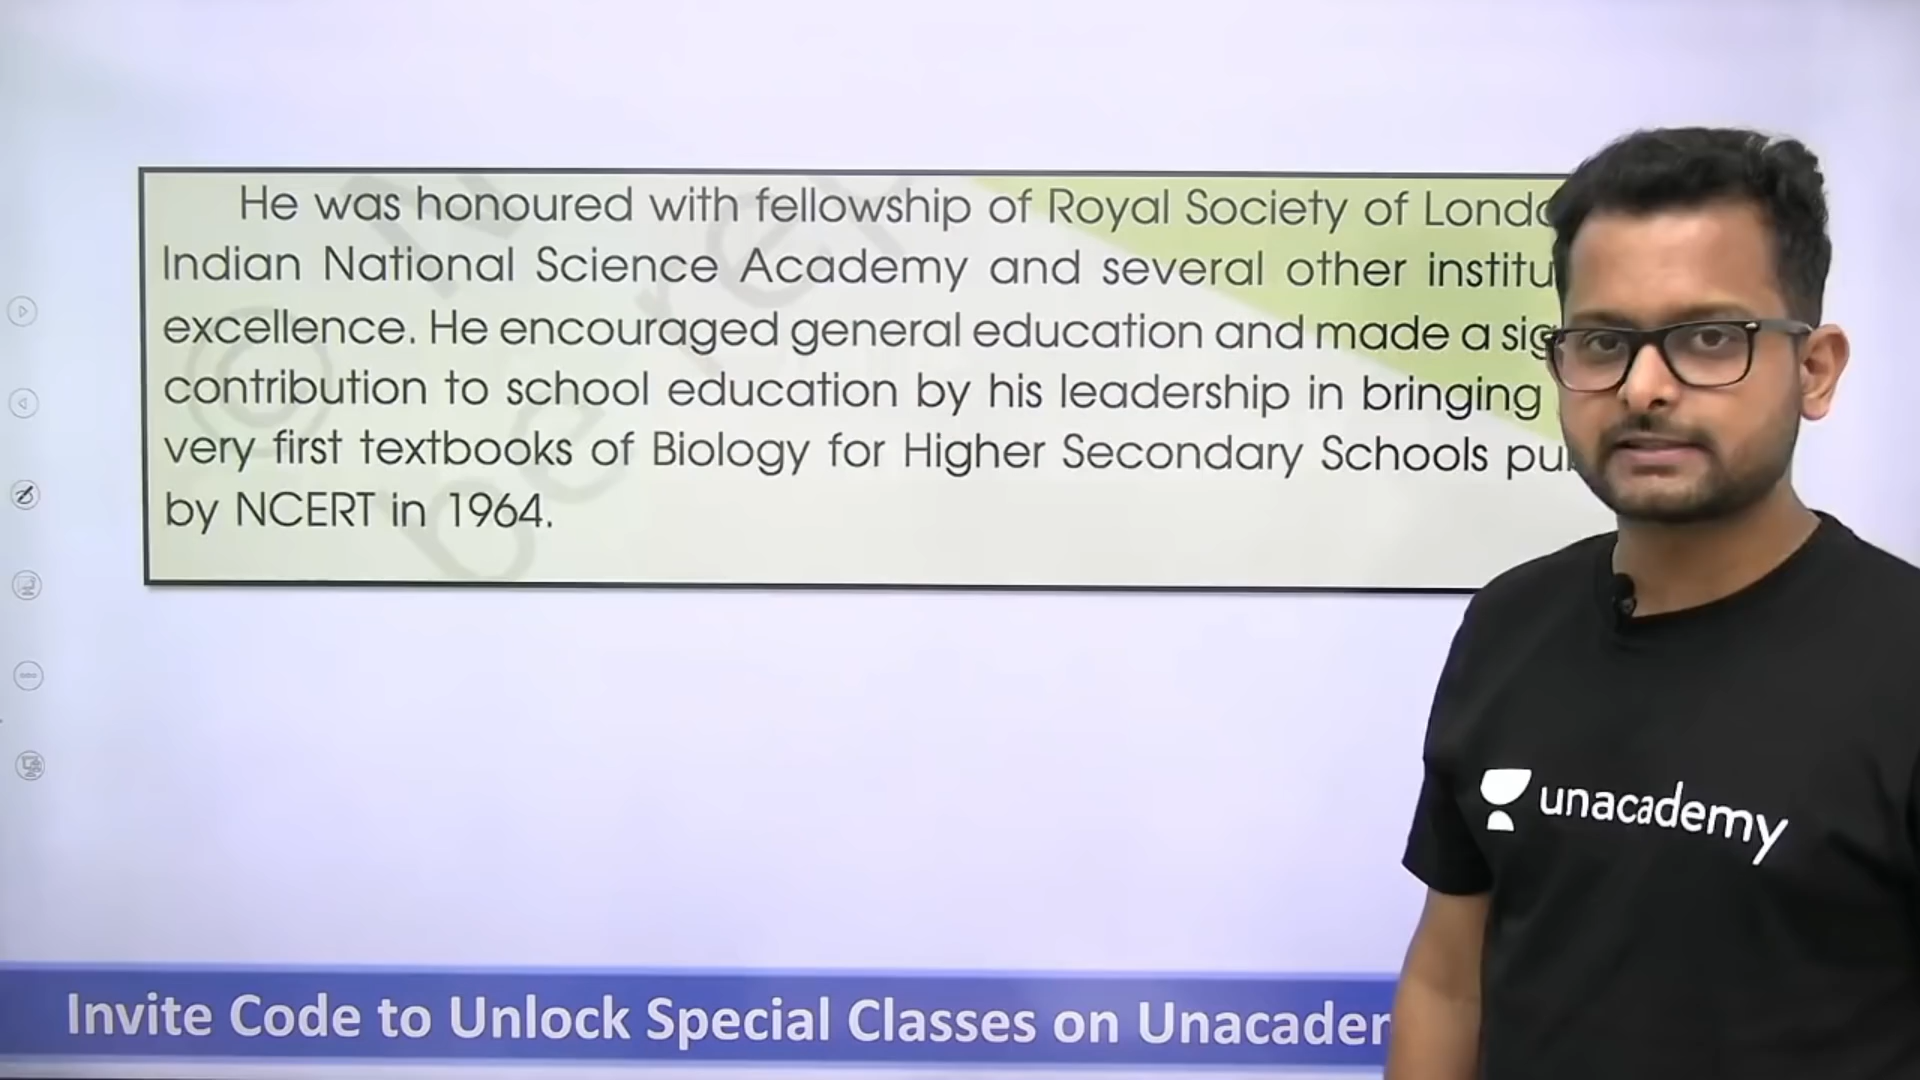 He was honoured with fellowship of Royal Society of
Indian National Science Academy and several other
excellence. He encouraged general education and made a
contribution to school education by his leadership in bringing
very first textbooks of Biology for Higher Secondary Schools
by NCERT in 1964.
unacademy
Invite Code to Unlock Special Classes on